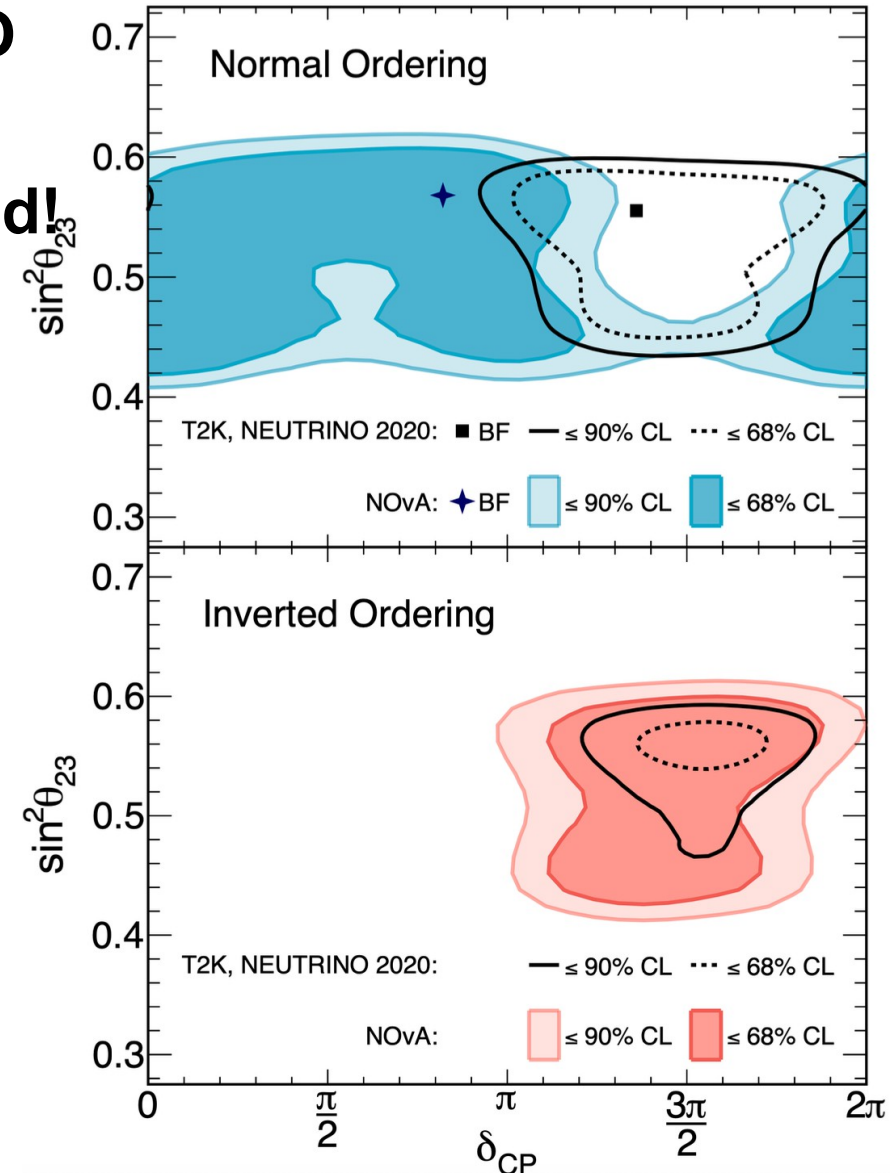 D
0.7
Normal Ordering
0.6
d!
sin²θ₂₃
0.5
0.4
T2K, NEUTRINO 2020: BF ≤ 90% CL ≤ 68% CL
NOvA: BF ≤ 90% CL ≤ 68% CL
0.3
0.7
Inverted Ordering
0.6
sin²θ₂₃
0.5
0.4
T2K, NEUTRINO 2020: ≤ 90% CL ≤ 68% CL
NOvA: ≤ 90% CL ≤ 68% CL
0.3
0 π/2 π 3π/2 2π
δCP